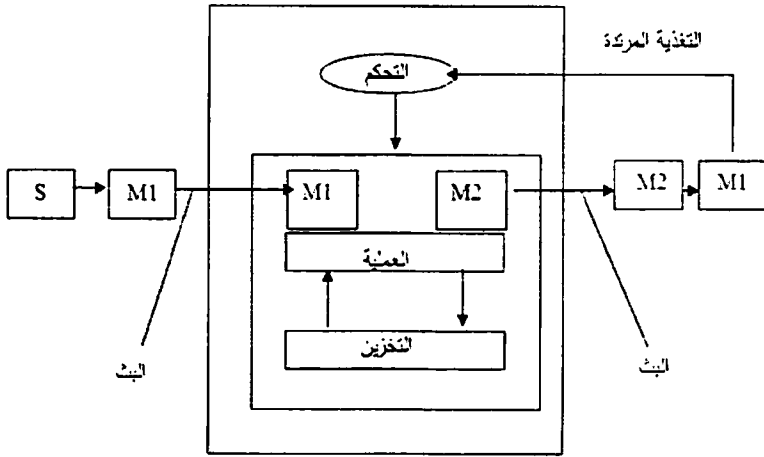 التغذية المرتدة
التحكم
S
M1
M1
M2
M2
M1
العملية
التخزين
البث
البث